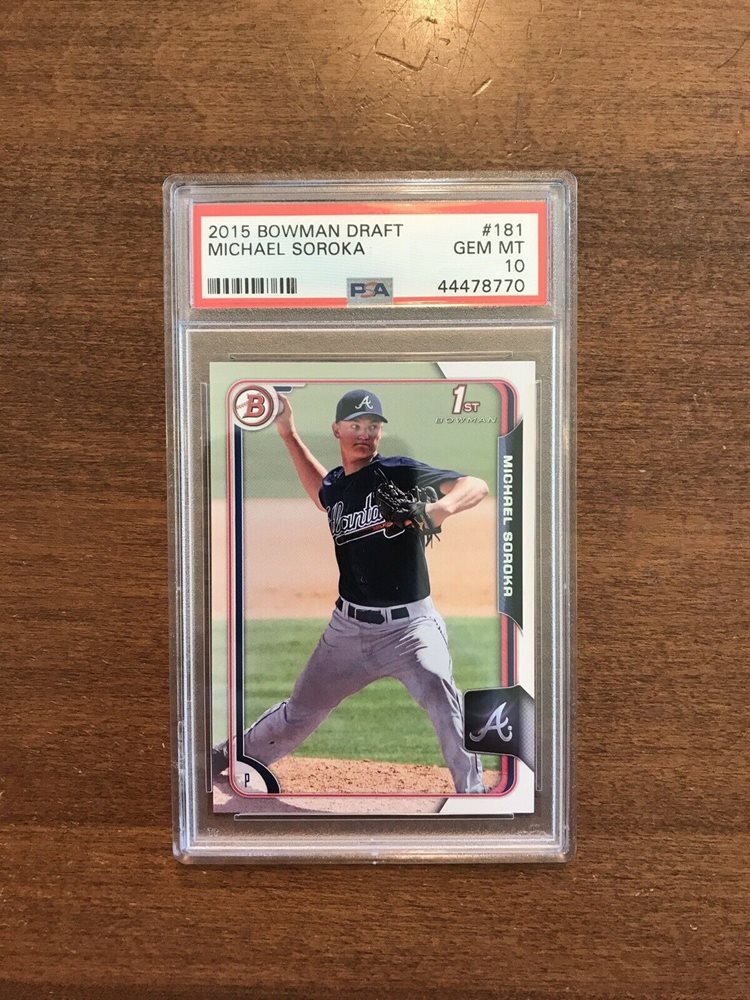 2015 BOWMAN DRAFT #181
MICHAEL SOROKA GEM MT
10
PSA 44478770
B
A
1ST
BOWMAN
MICHAEL SOROKA
Atlanta
A
P